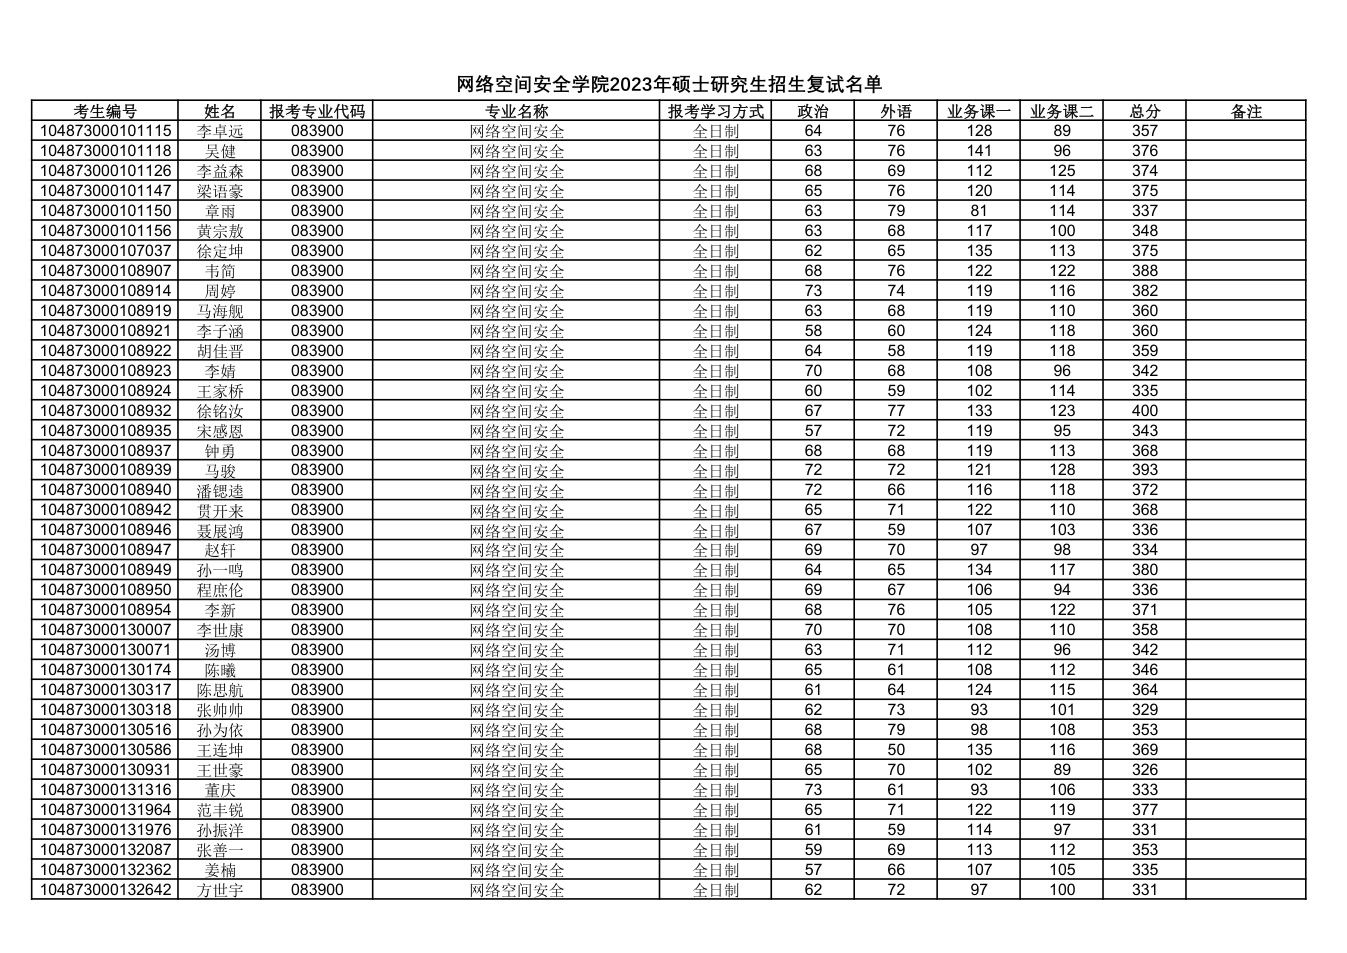 网络空间安全学院2023年硕士研究生招生复试名单
考生编号 姓名 报考专业代码 专业名称 报考学习方式 政治 外语 业务课一 业务课二 总分 备注
104873000101115 李卓远 083900 网络空间安全 全日制 64 76 128 89 357
104873000101118 吴健 083900 网络空间安全 全日制 63 76 141 96 376
104873000101126 李益森 083900 网络空间安全 全日制 68 69 112 125 374
104873000101147 梁语豪 083900 网络空间安全 全日制 65 76 120 114 375
104873000101150 章雨 083900 网络空间安全 全日制 63 79 81 114 337
104873000101156 黄宗敖 083900 网络空间安全 全日制 63 68 117 100 348
104873000107037 徐定坤 083900 网络空间安全 全日制 62 65 135 113 375
104873000108907 韦简 083900 网络空间安全 全日制 68 76 122 122 388
104873000108914 周婷 083900 网络空间安全 全日制 73 74 119 116 382
104873000108919 马海舰 083900 网络空间安全 全日制 63 68 119 110 360
104873000108921 李子涵 083900 网络空间安全 全日制 58 60 124 118 360
104873000108922 胡佳晋 083900 网络空间安全 全日制 64 58 119 118 359
104873000108923 李婧 083900 网络空间安全 全日制 70 68 108 96 342
104873000108924 王家桥 083900 网络空间安全 全日制 60 59 102 114 335
104873000108932 徐铭汝 083900 网络空间安全 全日制 67 77 133 123 400
104873000108935 宋感恩 083900 网络空间安全 全日制 57 72 119 95 343
104873000108937 钟勇 083900 网络空间安全 全日制 68 68 119 113 368
104873000108939 马骏 083900 网络空间安全 全日制 72 72 121 128 393
104873000108940 潘锶逵 083900 网络空间安全 全日制 72 66 116 118 372
104873000108942 贯开来 083900 网络空间安全 全日制 65 71 122 110 368
104873000108946 聂展鸿 083900 网络空间安全 全日制 67 59 107 103 336
104873000108947 赵轩 083900 网络空间安全 全日制 69 70 97 98 334
104873000108949 孙一鸣 083900 网络空间安全 全日制 64 65 134 117 380
104873000108950 程庶伦 083900 网络空间安全 全日制 69 67 106 94 336
104873000108954 李新 083900 网络空间安全 全日制 68 76 105 122 371
104873000130007 李世康 083900 网络空间安全 全日制 70 70 108 110 358
104873000130071 汤博 083900 网络空间安全 全日制 63 71 112 96 342
104873000130174 陈曦 083900 网络空间安全 全日制 65 61 108 112 346
104873000130317 陈思航 083900 网络空间安全 全日制 61 64 124 115 364
104873000130318 张帅帅 083900 网络空间安全 全日制 62 73 93 101 329
104873000130516 孙为依 083900 网络空间安全 全日制 68 79 98 108 353
104873000130586 王连坤 083900 网络空间安全 全日制 68 50 135 116 369
104873000130931 王世豪 083900 网络空间安全 全日制 65 70 102 89 326
104873000131316 董庆 083900 网络空间安全 全日制 73 61 93 106 333
104873000131964 范丰锐 083900 网络空间安全 全日制 65 71 122 119 377
104873000131976 孙振洋 083900 网络空间安全 全日制 61 59 114 97 331
104873000132087 张善一 083900 网络空间安全 全日制 59 69 113 112 353
104873000132362 姜楠 083900 网络空间安全 全日制 57 66 107 105 335
104873000132642 方世宇 083900 网络空间安全 全日制 62 72 97 100 331